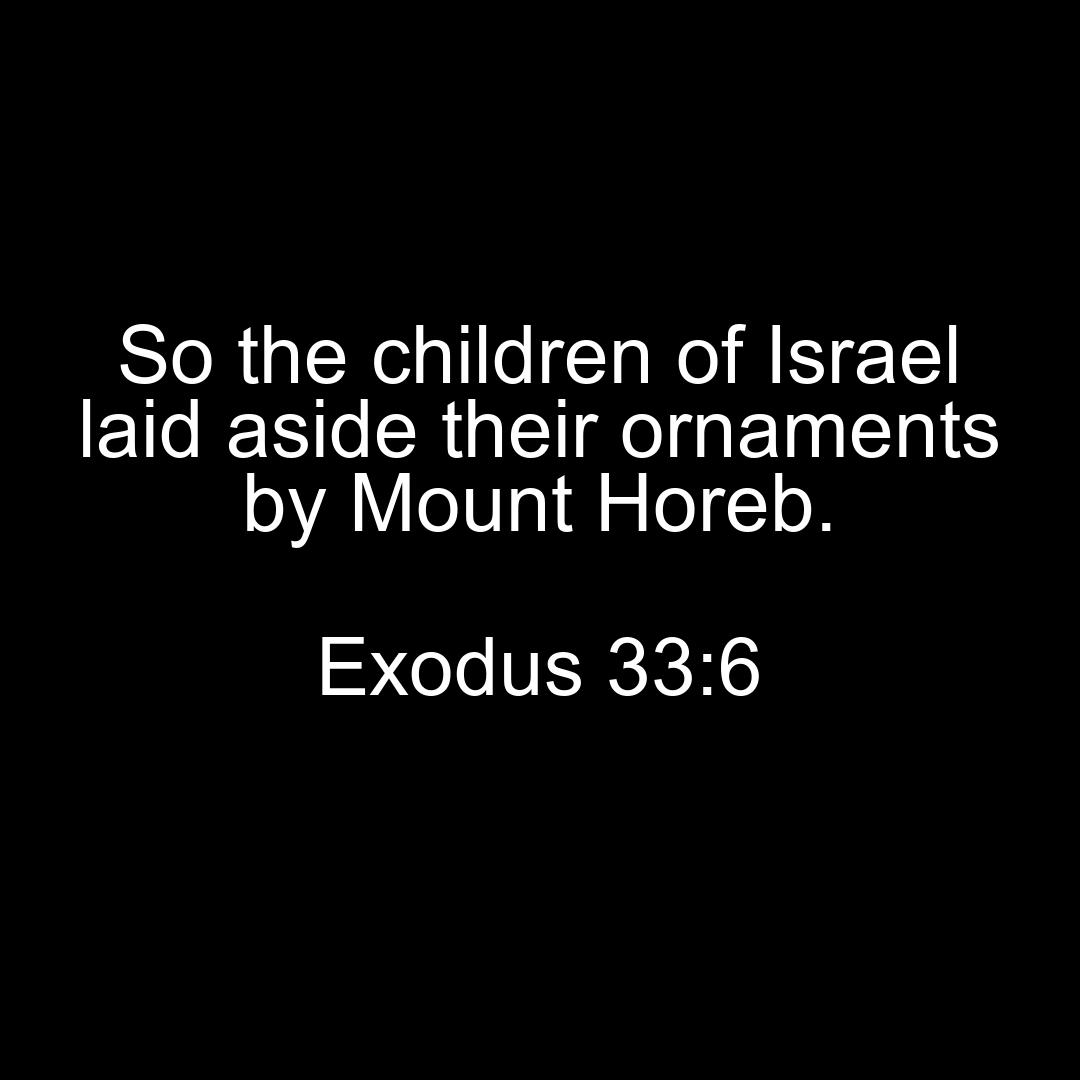 So the children of Israel
laid aside their ornaments
by Mount Horeb.
Exodus 33:6